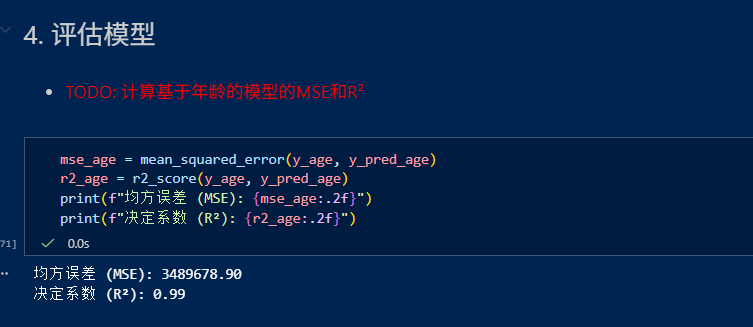 4. 评估模型
TODO: 计算基于年龄的模型的MSE和R²
mse_age = mean_squared_error(y_age, y_pred_age)
r2_age = r2_score(y_age, y_pred_age)
print(f"均方误差 (MSE): {mse_age:.2f}")
print(f"决定系数 (R²): {r2_age:.2f}")
71]
0.0s
均方误差 (MSE): 3489678.90
决定系数 (R²): 0.99